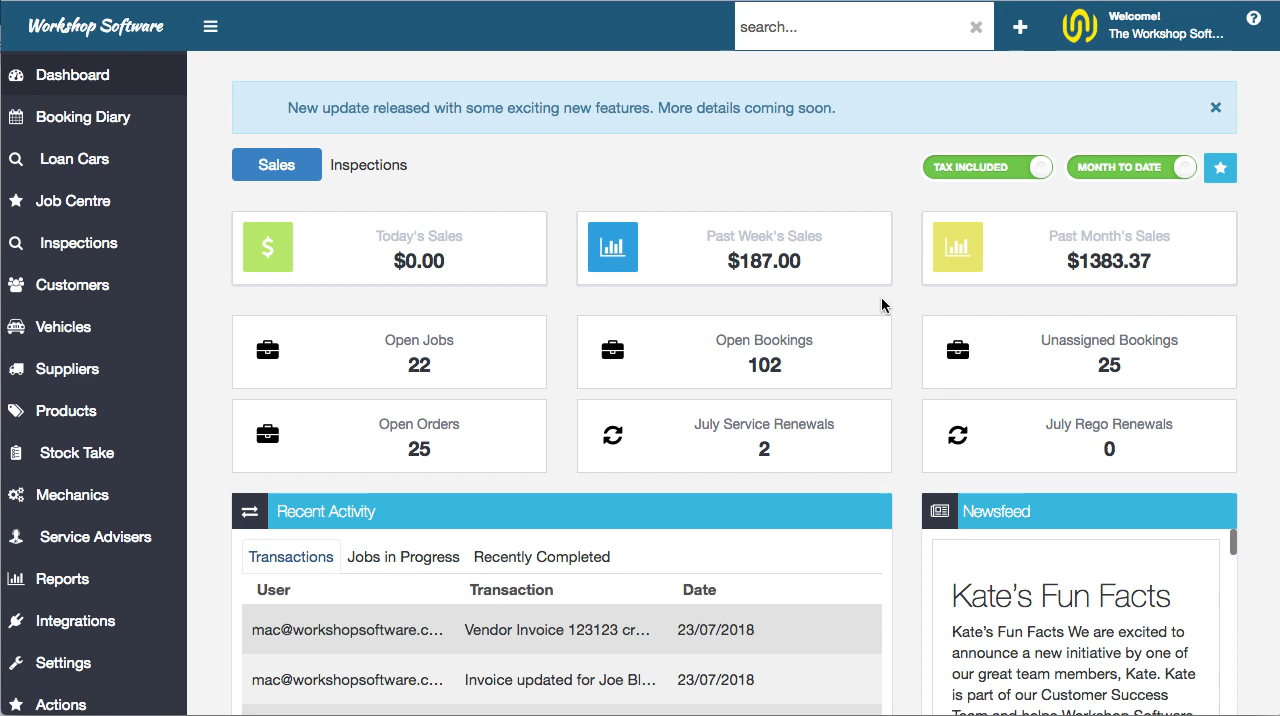 Workshop Software
search...
Welcome!
The Workshop Soft...
Dashboard
Booking Diary
Loan Cars
Job Centre
Inspections
Customers
Vehicles
Suppliers
Products
Stock Take
Mechanics
Service Advisers
Reports
Integrations
Settings
Actions
New update released with some exciting new features. More details coming soon.
Sales
Inspections
TAX INCLUDED
MONTH TO DATE
Today's Sales
$0.00
Past Week's Sales
$187.00
Past Month's Sales
$1383.37
Open Jobs
22
Open Bookings
102
Unassigned Bookings
25
Open Orders
25
July Service Renewals
2
July Rego Renewals
0
Recent Activity
Transactions Jobs in Progress Recently Completed
User Transaction Date
mac@workshopsoftware.c... Vendor Invoice 123123 cr... 23/07/2018
mac@workshopsoftware.c... Invoice updated for Joe Bl... 23/07/2018
Newsfeed
Kate's Fun Facts
Kate's Fun Facts We are excited to
announce a new initiative by one of
our great team members, Kate. Kate
is part of our Customer Success
Team and helps Workshop Software